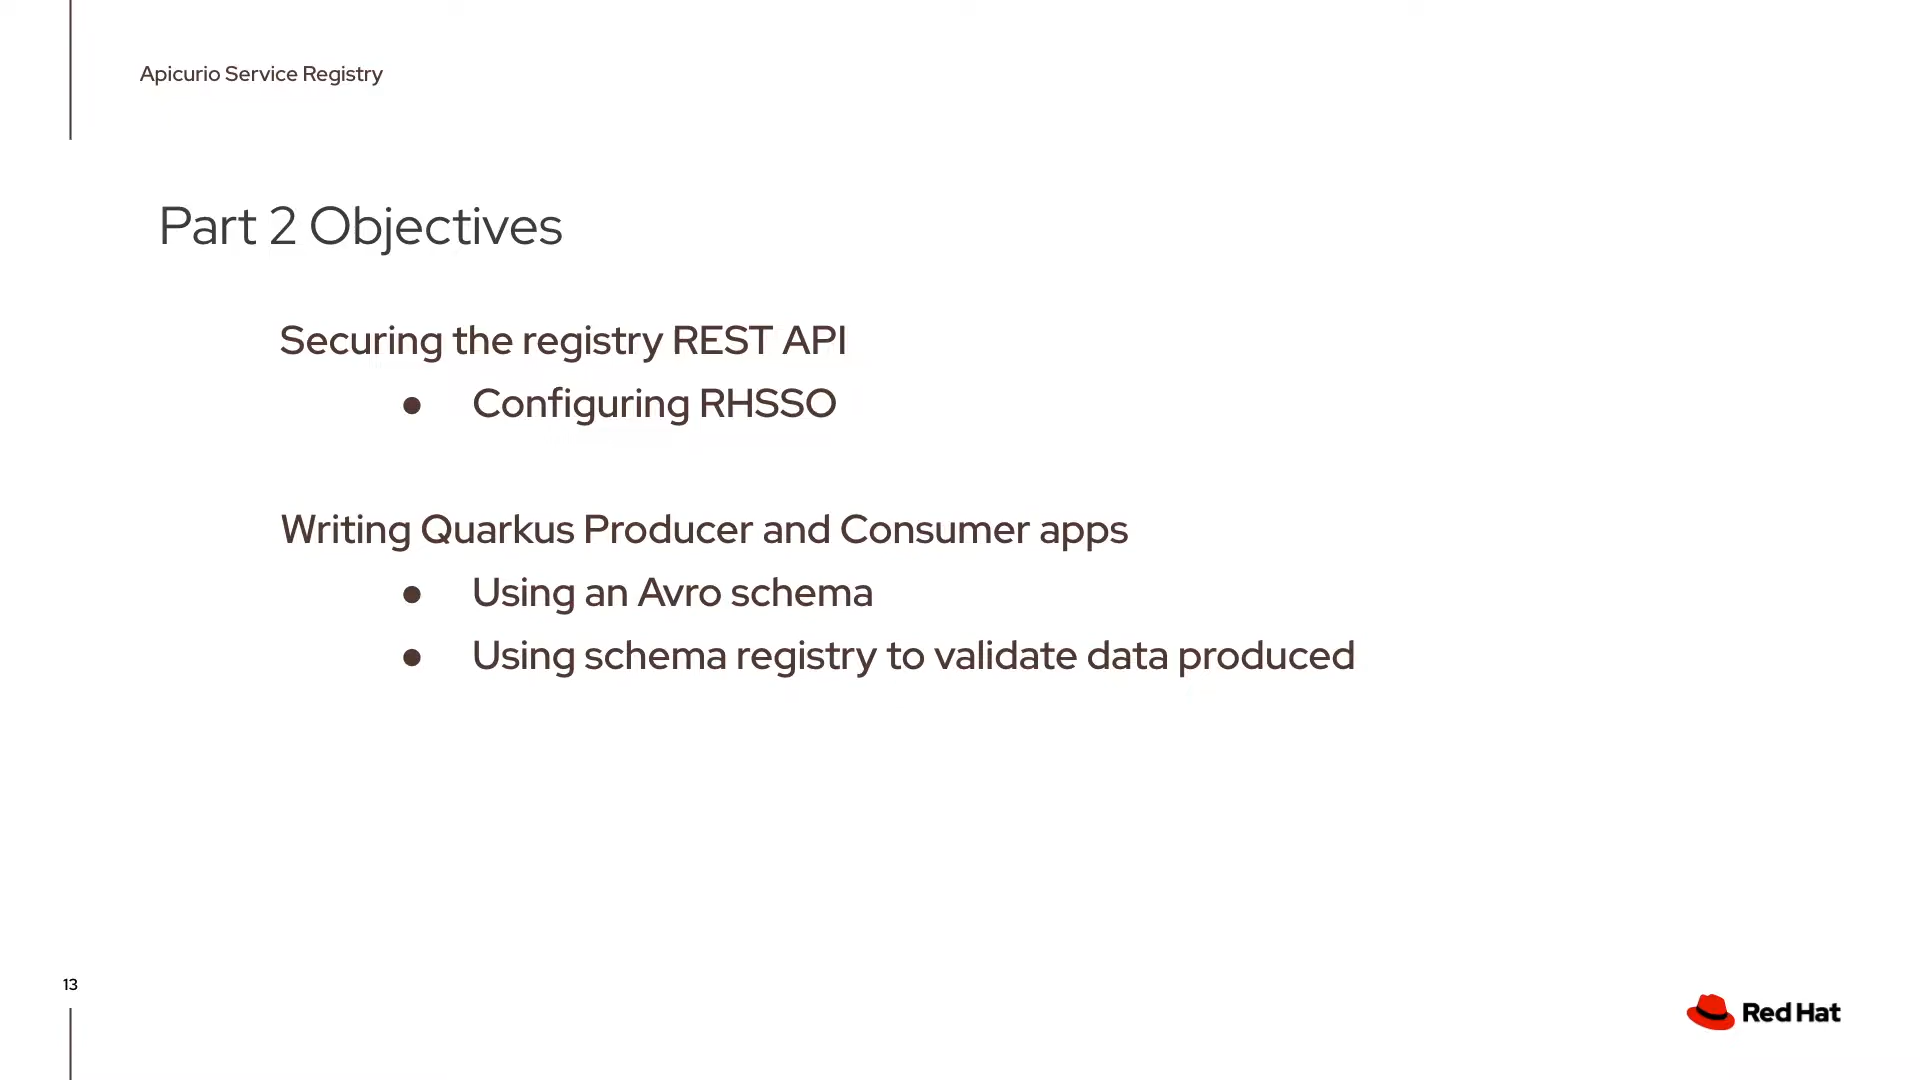 Apicurio Service Registry
Part 2 Objectives
Securing the registry REST API
● Configuring RHSSO
Writing Quarkus Producer and Consumer apps
● Using an Avro schema
● Using schema registry to validate data produced
13
Red Hat